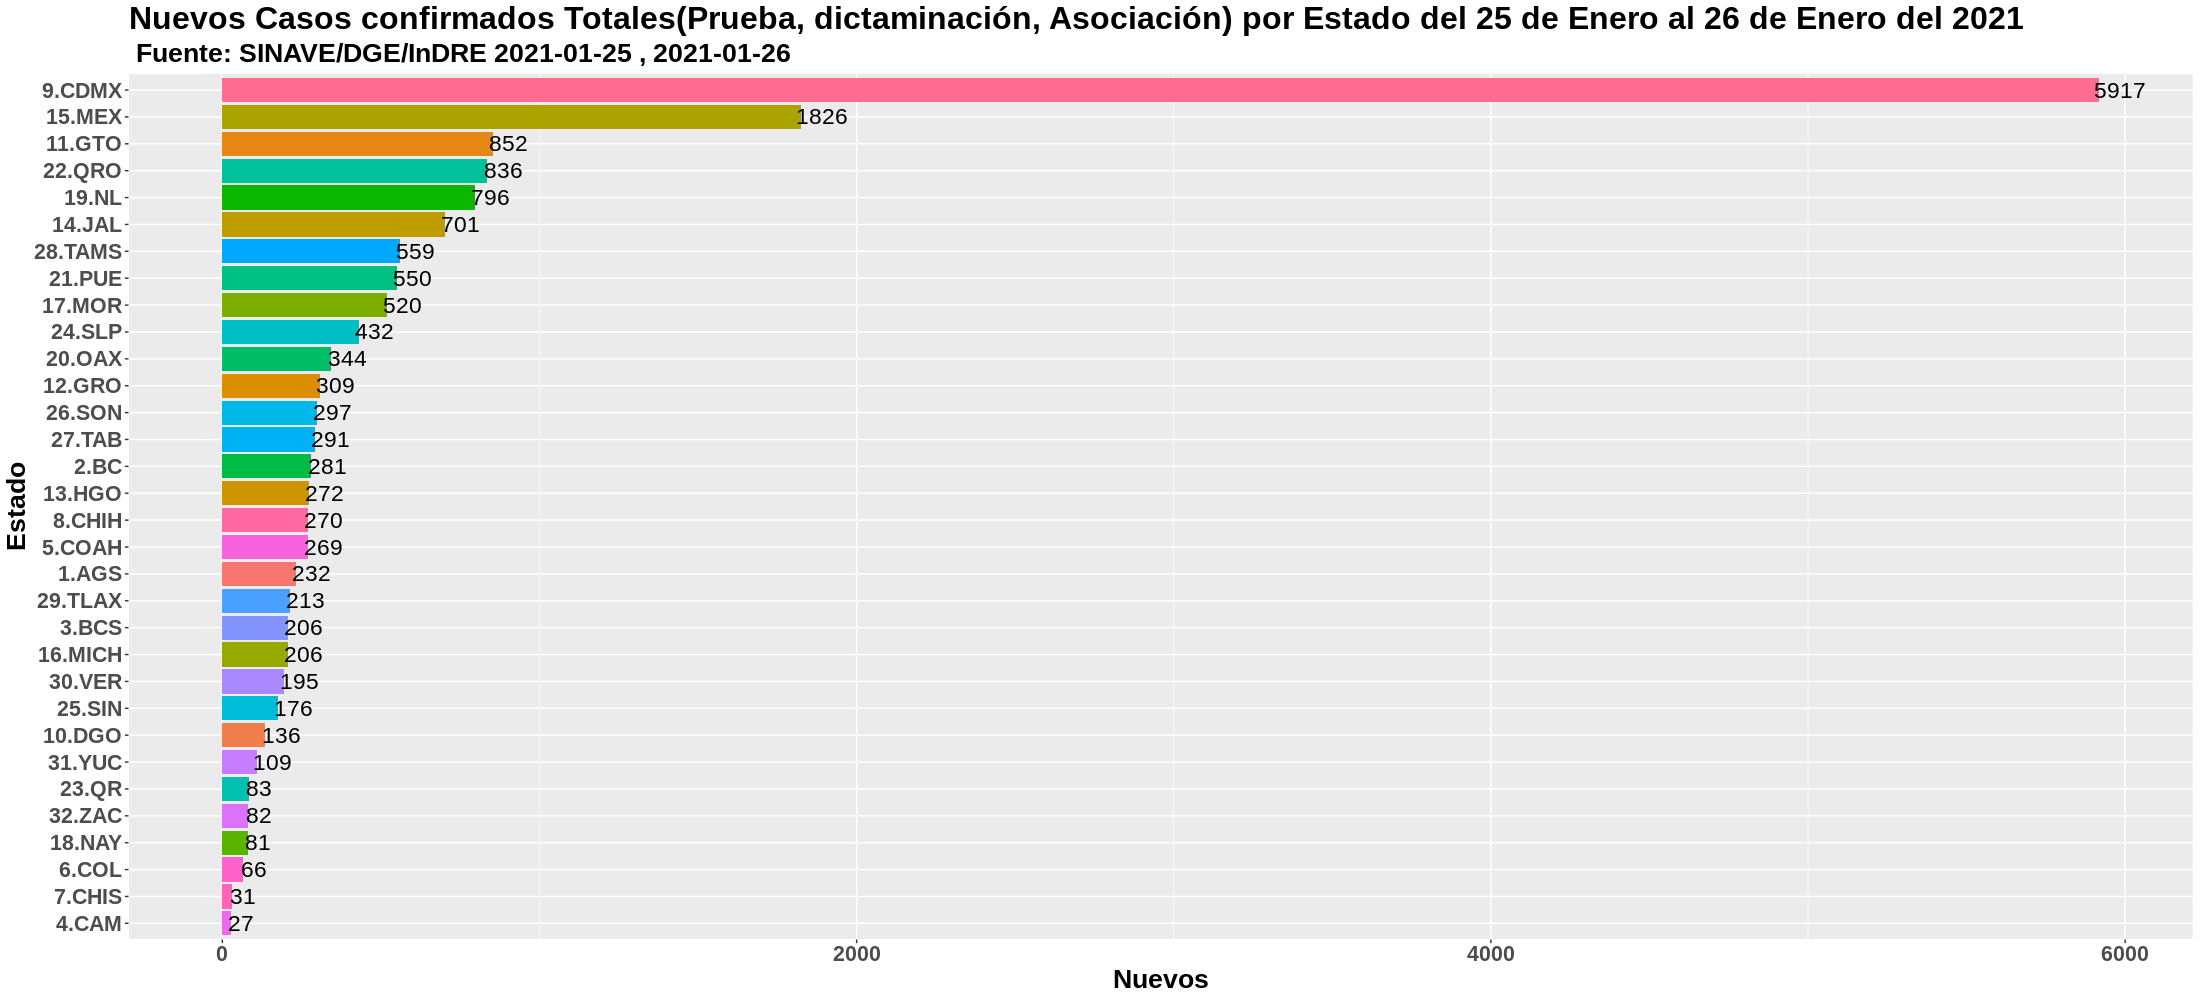 Nuevos Casos confirmados Totales(Prueba, dictaminación, Asociación) por Estado del 25 de Enero al 26 de Enero del 2021
Fuente: SINAVE/DGE/InDRE 2021-01-25 , 2021-01-26
9.CDMX 5917
15.MEX 1826
11.GTO 852
22.QRO 836
19.NL 796
14.JAL 701
28.TAMS 559
21.PUE 550
17.MOR 520
24.SLP 432
20.OAX 344
12.GRO 309
26.SON 297
27.TAB 291
2.BC 281
13.HGO 272
8.CHIH 270
5.COAH 269
1.AGS 232
29.TLAX 213
3.BCS 206
16.MICH 206
30.VER 195
25.SIN 176
10.DGO 136
31.YUC 109
23.QR 83
32.ZAC 82
18.NAY 81
6.COL 66
7.CHIS 31
4.CAM 27
Estado
0 2000 4000 6000
Nuevos